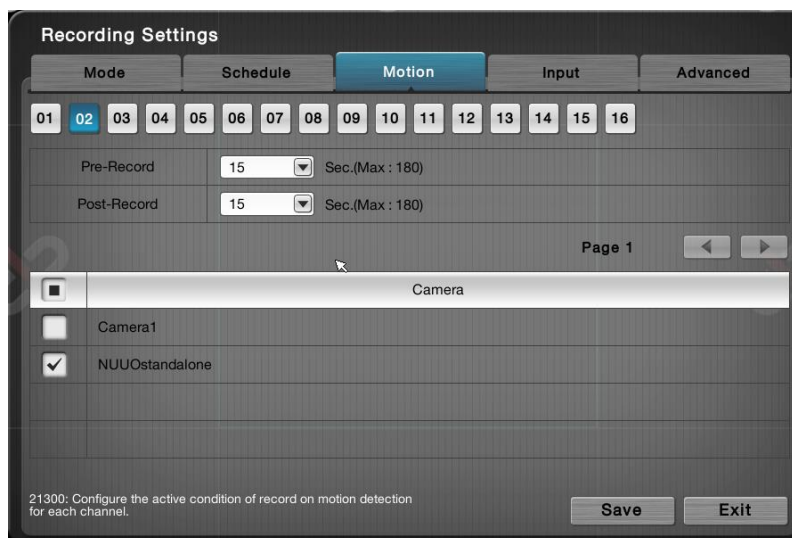 Recording Settings
Mode Schedule Motion Input Advanced
01 02 03 04 05 06 07 08 09 10 11 12 13 14 15 16
Pre-Record 15 Sec.(Max : 180)
Post-Record 15 Sec.(Max : 180)
Page 1
Camera
Camera1
NUUOstandalone
21300: Configure the active condition of record on motion detection
for each channel.
Save Exit